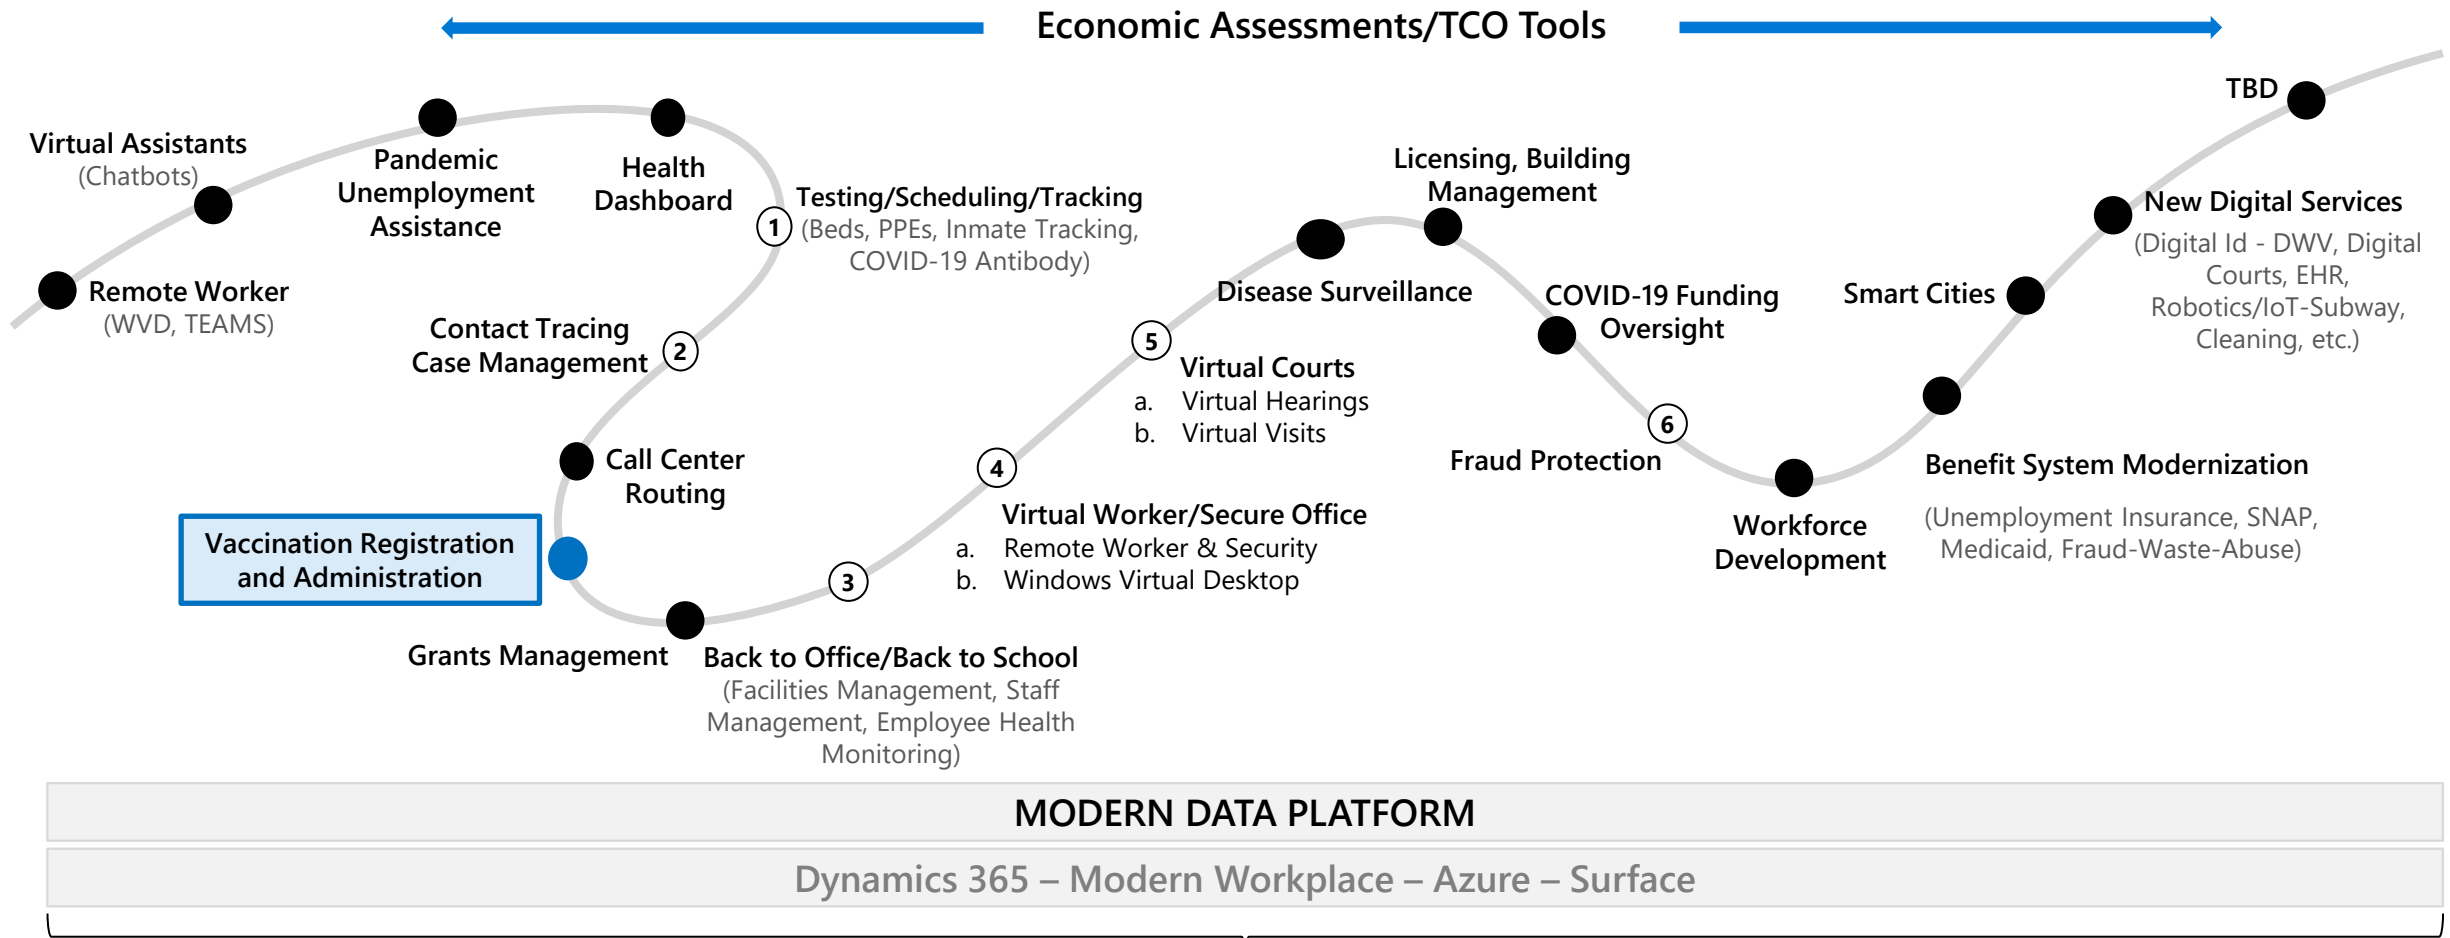 Economic Assessments/TCO Tools
TBD
Virtual Assistants
(Chatbots)
Pandemic
Unemployment
Assistance
Health
Dashboard
Licensing, Building
Management
Testing/Scheduling/Tracking
(Beds, PPEs, Inmate Tracking,
COVID-19 Antibody)
1
New Digital Services
(Digital Id - DWV, Digital
Courts, EHR,
Robotics/IoT-Subway,
Cleaning, etc.)
Remote Worker
(WVD, TEAMS)
Disease Surveillance
COVID-19 Funding
Oversight
Smart Cities
Contact Tracing
Case Management
2
5
Virtual Courts
a. Virtual Hearings
b. Virtual Visits
6
Fraud Protection
Call Center
Routing
4
Benefit System Modernization
(Unemployment Insurance, SNAP,
Medicaid, Fraud-Waste-Abuse)
Virtual Worker/Secure Office
a. Remote Worker & Security
b. Windows Virtual Desktop
Workforce
Development
Vaccination Registration
and Administration
3
Grants Management
Back to Office/Back to School
(Facilities Management, Staff
Management, Employee Health
Monitoring)
MODERN DATA PLATFORM
Dynamics 365 – Modern Workplace – Azure – Surface